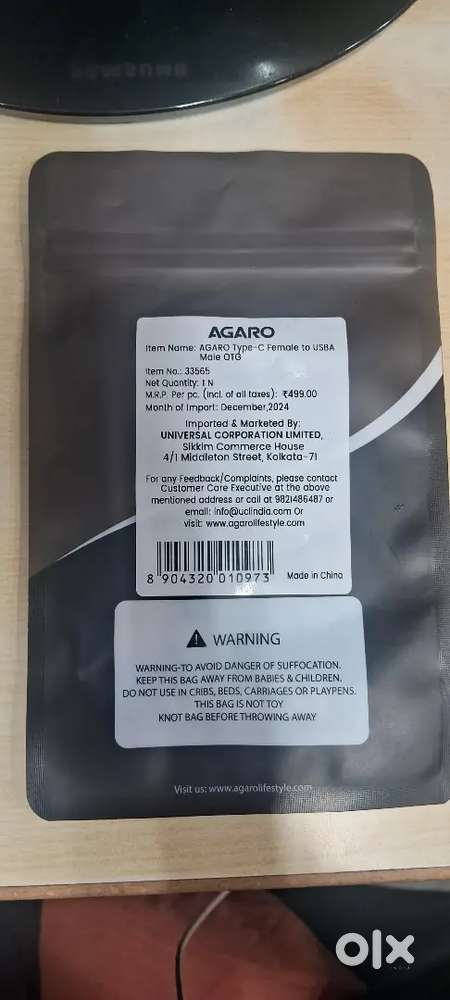 SAMSUNG
AGARO
Item Name: AGARO Type-C Female to USBA
Male OTG
Item No.: 33565
Net Quantity: 1 N
M.R.P. Per pc. (incl. of all taxes): ₹499.00
Month of Import: December,2024
Imported & Marketed By:
UNIVERSAL CORPORATION LIMITED,
Sikkim Commerce House
4/1 Middleton Street, Kolkata-71
For any Feedback/Complaints, please contact
Customer Care Executive at the above
mentioned address or call at 9821486487 or
email: info@uclindia.com Or
visit: www.agarolifestyle.com
8 904320 010973
Made in China
WARNING
WARNING-TO AVOID DANGER OF SUFFOCATION.
KEEP THIS BAG AWAY FROM BABIES & CHILDREN.
DO NOT USE IN CRIBS, BEDS, CARRIAGES OR PLAYPENS.
THIS BAG IS NOT TOY
KNOT BAG BEFORE THROWING AWAY
Visit us: www.agarolifestyle.com
olx
INDIA